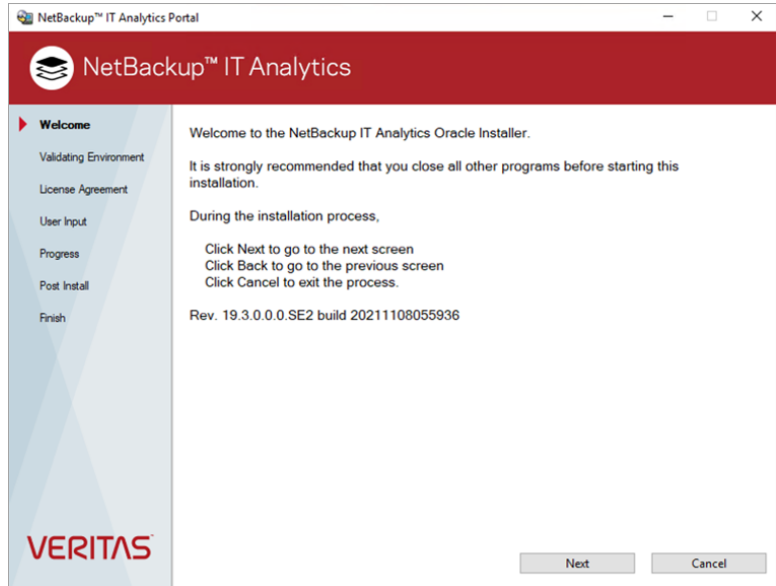 NetBackup™ IT Analytics Portal
NetBackup™ IT Analytics
Welcome
Validating Environment
License Agreement
User Input
Progress
Post Install
Finish
Welcome to the NetBackup IT Analytics Oracle Installer.
It is strongly recommended that you close all other programs before starting this
installation.
During the installation process,
Click Next to go to the next screen
Click Back to go to the previous screen
Click Cancel to exit the process.
Rev. 19.3.0.0.0.SE2 build 20211108055936
VERITAS
Next
Cancel